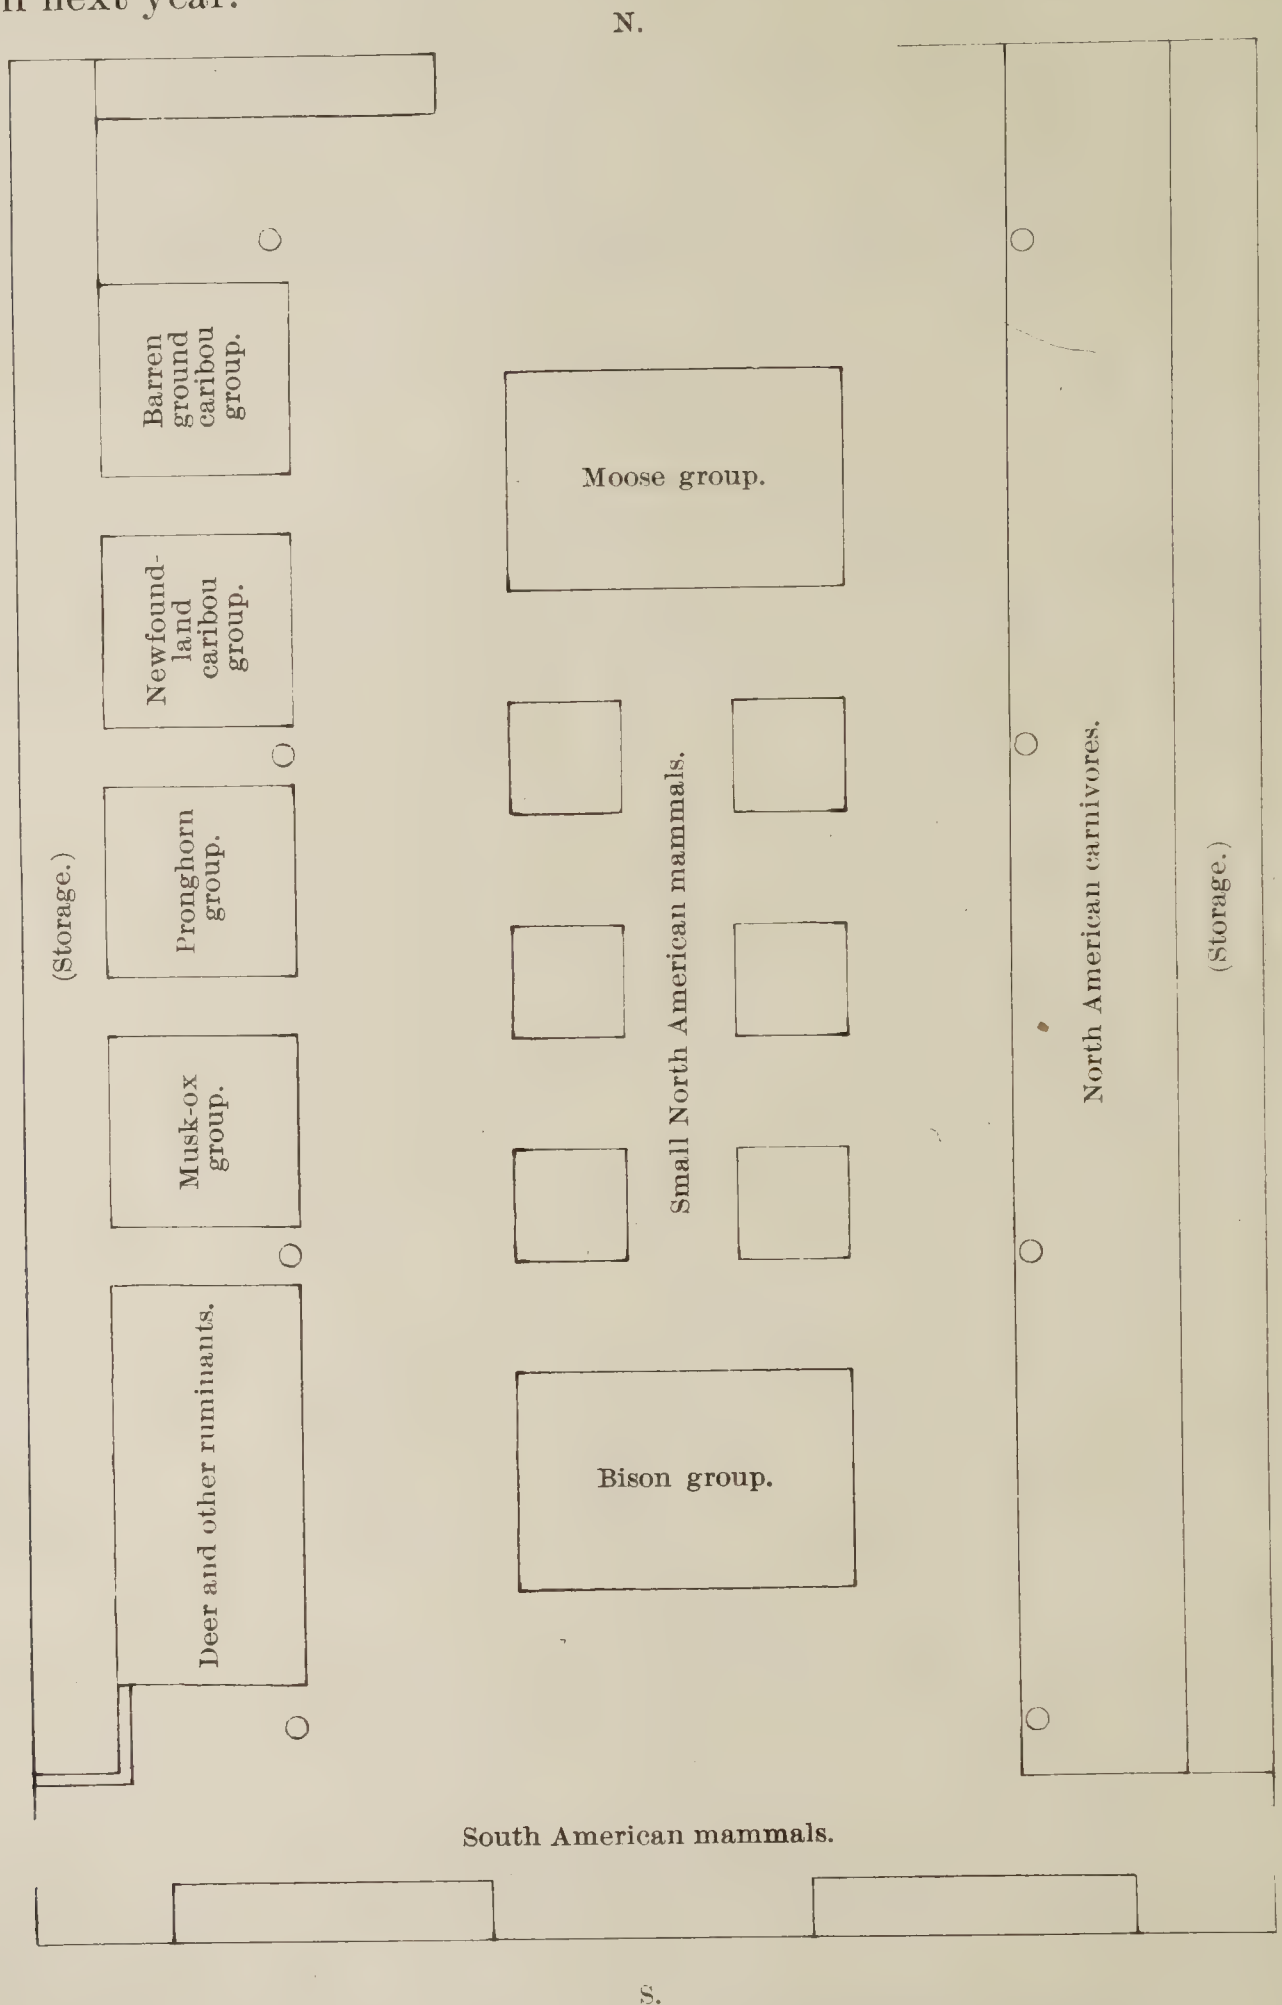 next year.
N.
Barren
ground
caribou
group.
Moose group.
Newfound-
land
caribou
group.
Pronghorn
group.
(Storage.)
Small North American mammals.
North American carnivores.
(Storage.)
Musk-ox
group.
Deer and other ruminants.
Bison group.
South American mammals.
S.